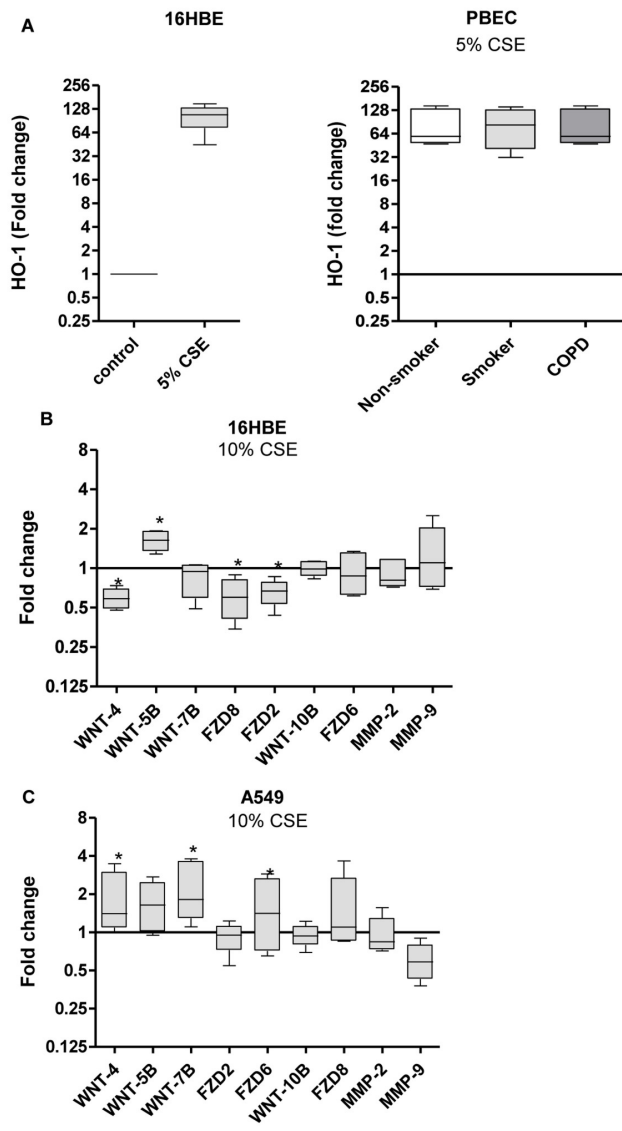 A
16HBE
HO-1 (Fold change)
256
128
64
32
16
8
4
2
1
0.5
0.25
control
5% CSE
PBEC
5% CSE
HO-1 (fold change)
256
128
64
32
16
8
4
2
1
0.5
0.25
Non-smoker
Smoker
COPD
B
16HBE
10% CSE
Fold change
8
4
2
1
0.5
0.25
0.125
*
*
*
*
WNT-4
WNT-5B
WNT-7B
FZD8
FZD2
WNT-10B
FZD6
MMP-2
MMP-9
C
A549
10% CSE
Fold change
8
4
2
1
0.5
0.25
0.125
*
*
*
WNT-4
WNT-5B
WNT-7B
FZD2
FZD6
WNT-10B
FZD8
MMP-2
MMP-9